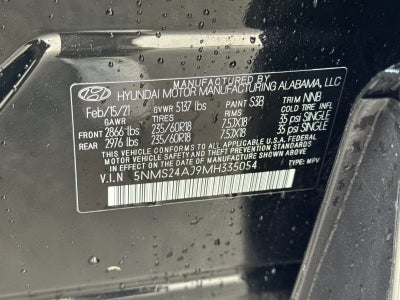 MANUFACTURED BY
HYUNDAI MOTOR MANUFACTURING ALABAMA, LLC
Feb/15/21 GVWR 5137 lbs PAINT S3B TRIM NNB
GAWR TIRES RIMS COLD TIRE INFL.
FRONT 2866 lbs 235/60R18 7.5JX18 35 psi SINGLE
REAR 2976 lbs 235/60R18 7.5JX18 35 psi SINGLE
THIS VEHICLE CONFORMS TO ALL APPLICABLE U.S.A. FEDERAL
MOTOR VEHICLE SAFETY, BUMPER, AND THEFT PREVENTION STANDARDS
IN EFFECT ON THE DATE OF MANUFACTURE SHOWN ABOVE.
V.I.N 5NMS24AJ9MH335054 TYPE: MPV